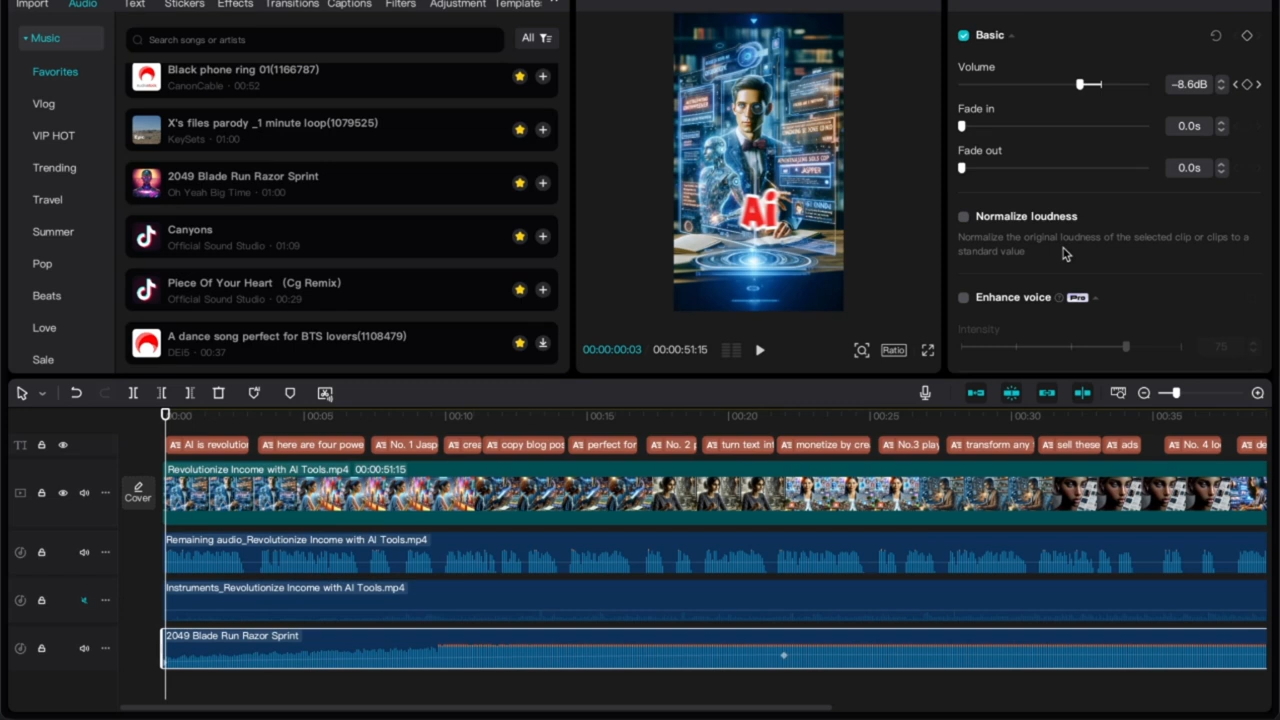 Import Audio Text Stickers Effects Transitions Captions Filters Adjustment Template
Music
Favorites
Vlog
VIP HOT
Trending
Travel
Summer
Pop
Beats
Love
Sale
Search songs or artists
All
Black phone ring 01(1166787)
CanonCable · 00:52
X's files parody _1 minute loop(1079525)
KeySets · 01:00
2049 Blade Run Razor Sprint
Oh Yeah Big Time · 01:00
Canyons
Official Sound Studio · 01:09
Piece Of Your Heart (Cg Remix)
Official Sound Studio · 00:29
A dance song perfect for BTS lovers(1108479)
DEi5 · 00:37
Ai
00:00:00:03 00:00:51:15
Ratio
Basic
Volume
-8.6dB
Fade in
0.0s
Fade out
0.0s
Normalize loudness
Normalize the original loudness of the selected clip or clips to a
standard value
Enhance voice Pro
Intensity
75
00:00 00:05 00:10 00:15 00:20 00:25 00:30 00:35
AI is revolution here are four powe No. 1 Jasp crea copy blog pos perfect for No. 2 turn text int monetize by cre No.3 play transform any sell these ads No. 4 lo de
Cover
Revolutionize Income with AI Tools.mp4 00:00:51:15
Remaining audio_Revolutionize Income with AI Tools.mp4
Instruments_Revolutionize Income with AI Tools.mp4
2049 Blade Run Razor Sprint